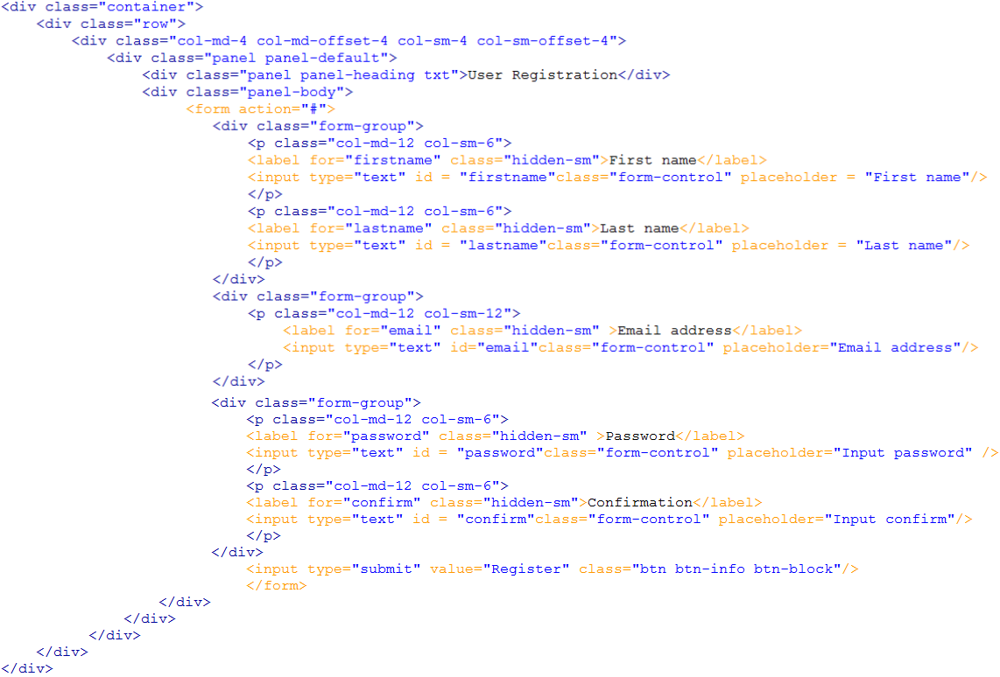 <div class="container">
<div class="row">
<div class="col-md-4 col-md-offset-4 col-sm-4 col-sm-offset-4">
<div class="panel panel-default">
<div class="panel panel-heading txt">User Registration</div>
<div class="panel-body">
<form action="#">
<div class="form-group">
<p class="col-md-12 col-sm-6">
<label for="firstname" class="hidden-sm">First name</label>
<input type="text" id = "firstname"class="form-control" placeholder = "First name"/>
</p>
<p class="col-md-12 col-sm-6">
<label for="lastname" class="hidden-sm">Last name</label>
<input type="text" id = "lastname"class="form-control" placeholder = "Last name"/>
</p>
</div>
<div class="form-group">
<p class="col-md-12 col-sm-12">
<label for="email" class="hidden-sm" >Email address</label>
<input type="text" id="email"class="form-control" placeholder="Email address"/>
</p>
</div>
<div class="form-group">
<p class="col-md-12 col-sm-6">
<label for="password" class="hidden-sm" >Password</label>
<input type="text" id = "password"class="form-control" placeholder="Input password" />
</p>
<p class="col-md-12 col-sm-6">
<label for="confirm" class="hidden-sm">Confirmation</label>
<input type="text" id = "confirm"class="form-control" placeholder="Input confirm"/>
</p>
</div>
<input type="submit" value="Register" class="btn btn-info btn-block"/>
</form>
</div>
</div>
</div>
</div>
</div>